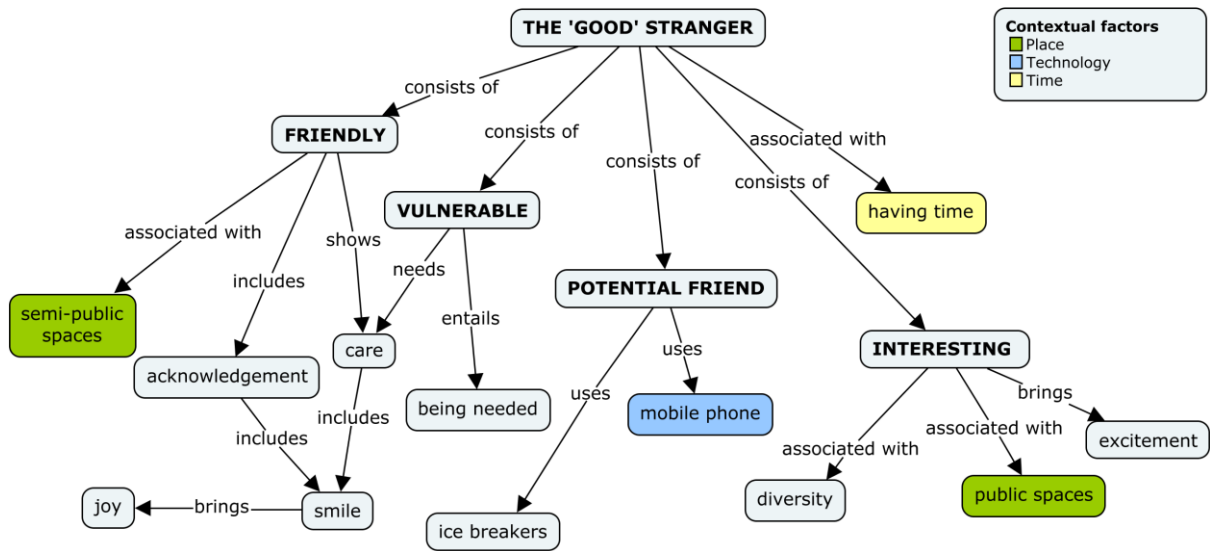 THE 'GOOD' STRANGER
Contextual factors
Place
Technology
Time
consists of
FRIENDLY
consists of
associated with
consists of
consists of
having time
VULNERABLE
associated with
shows
includes
needs
POTENTIAL FRIEND
semi-public
spaces
entails
care
uses
INTERESTING
acknowledgement
brings
being needed
mobile phone
uses
includes
includes
associated with
associated with
excitement
diversity
public spaces
joy
brings
smile
ice breakers